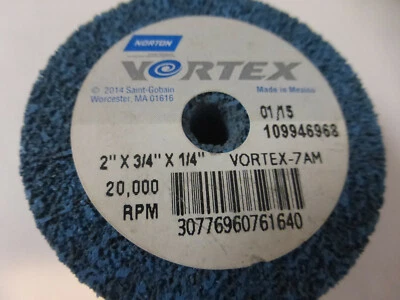 NORTON
VORTEX
© 2014 Saint-Gobain
Made in Mexico
Worcester, MA 01616
01/15
109946968
2" X 3/4" X 1/4" VORTEX-7AM
20,000
RPM
30776960761640